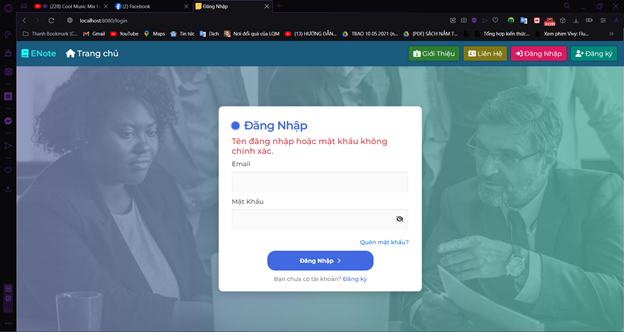 (228) Cool Music Mix
(2) Facebook
Đăng Nhập
localhost:8080/login
Thanh Bookmark (C...
Gmail
YouTube
Maps
Tin tức
Dịch
Nơi đổi quà của LQM
(13) HƯỚNG DẪN...
TBAO 10 05 2021 (n...
(PDF) SÁCH NẤM T...
Tổng hợp kiến thức...
Xem phim Vtv: Flu...
ENote
Trang chủ
Giới Thiệu
Liên Hệ
Đăng Nhập
Đăng ký
Đăng Nhập
Tên đăng nhập hoặc mật khẩu không
chính xác.
Email
Mật Khẩu
Quên mật khẩu?
Đăng Nhập
Bạn chưa có tài khoản? Đăng ký